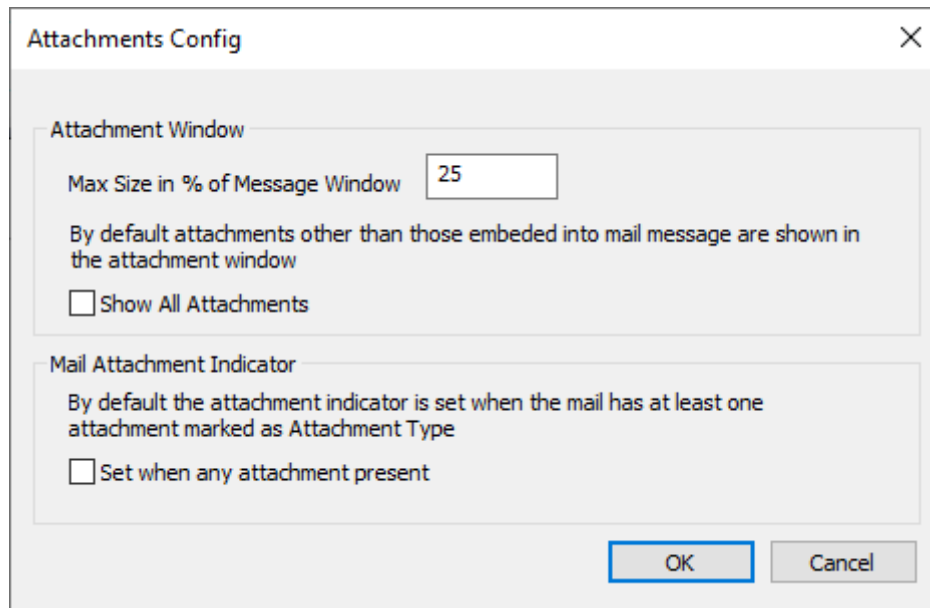 Attachments Config
Attachment Window
Max Size in % of Message Window 25
By default attachments other than those embeded into mail message are shown in
the attachment window
Show All Attachments
Mail Attachment Indicator
By default the attachment indicator is set when the mail has at least one
attachment marked as Attachment Type
Set when any attachment present
OK Cancel